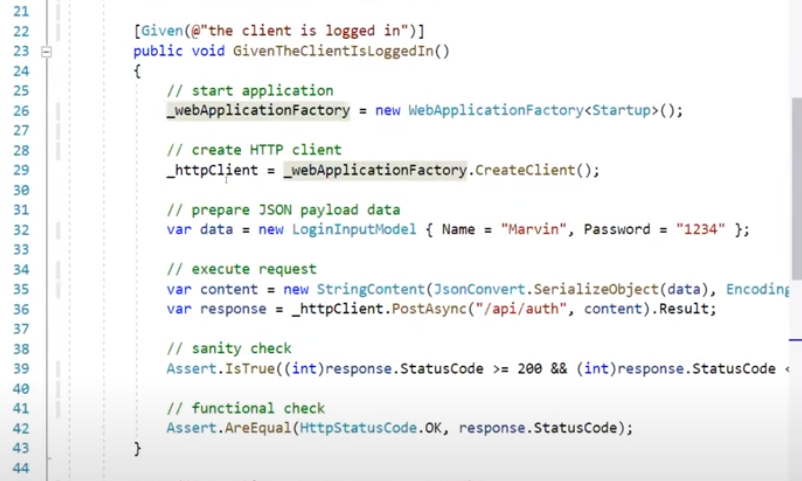 21
22 [Given(@"the client is logged in")]
23 public void GivenTheClientIsLoggedIn()
24 {
25 // start application
26 _webApplicationFactory = new WebApplicationFactory<Startup>();
27
28 // create HTTP client
29 _httpClient = _webApplicationFactory.CreateClient();
30
31 // prepare JSON payload data
32 var data = new LoginInputModel { Name = "Marvin", Password = "1234" };
33
34 // execute request
35 var content = new StringContent(JsonConvert.SerializeObject(data), Encoding
36 var response = _httpClient.PostAsync("/api/auth", content).Result;
37
38 // sanity check
39 Assert.IsTrue((int)response.StatusCode >= 200 && (int)response.StatusCode <
40
41 // functional check
42 Assert.AreEqual(HttpStatusCode.OK, response.StatusCode);
43 }
44